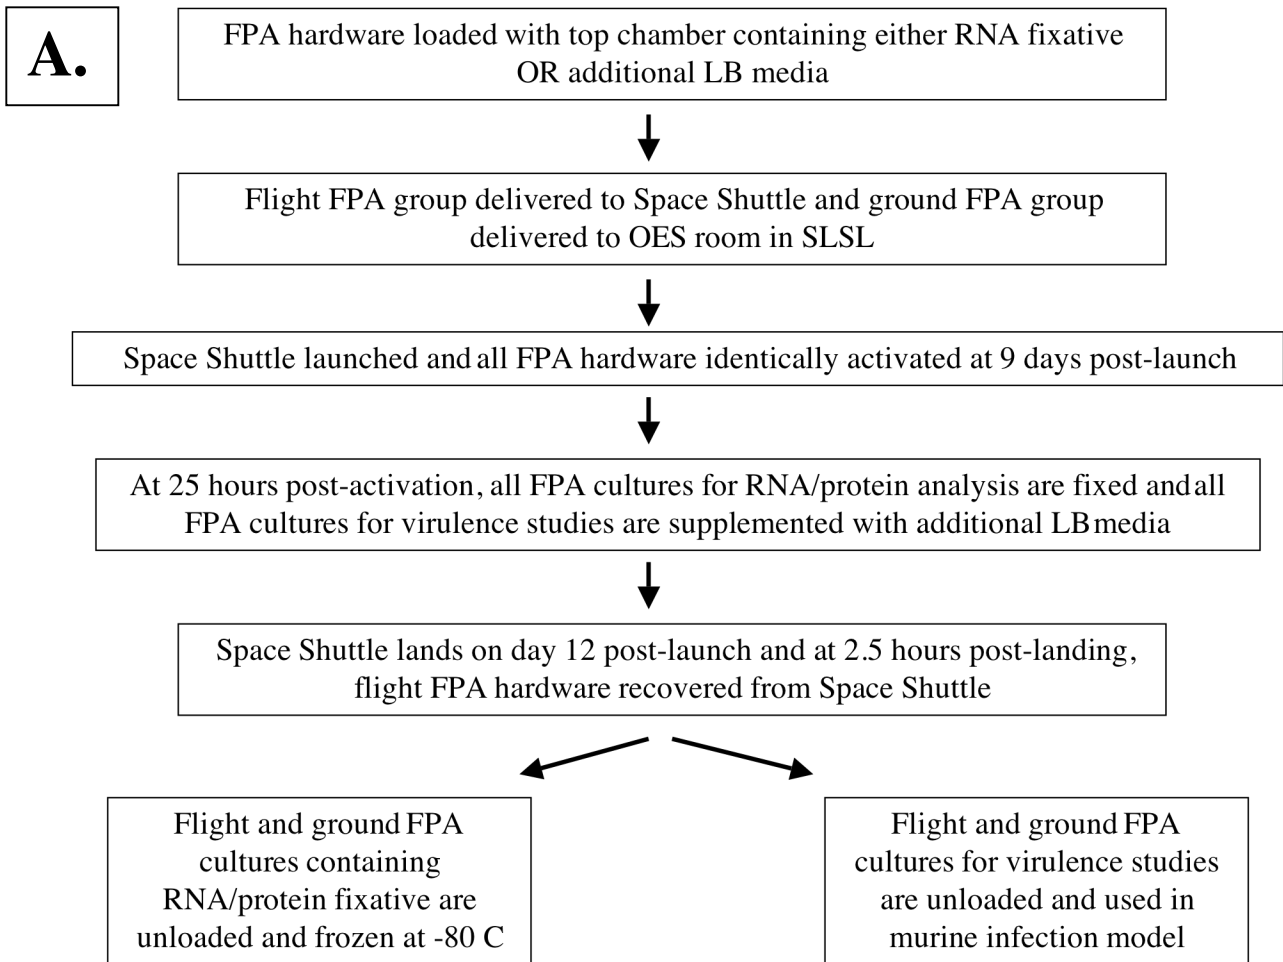 A.
FPA hardware loaded with top chamber containing either RNA fixative
OR additional LB media
Flight FPA group delivered to Space Shuttle and ground FPA group
delivered to OES room in SLSL
Space Shuttle launched and all FPA hardware identically activated at 9 days post-launch
At 25 hours post-activation, all FPA cultures for RNA/protein analysis are fixed and all
FPA cultures for virulence studies are supplemented with additional LB media
Space Shuttle lands on day 12 post-launch and at 2.5 hours post-landing,
flight FPA hardware recovered from Space Shuttle
Flight and ground FPA
cultures containing
RNA/protein fixative are
unloaded and frozen at -80 C
Flight and ground FPA
cultures for virulence studies
are unloaded and used in
murine infection model